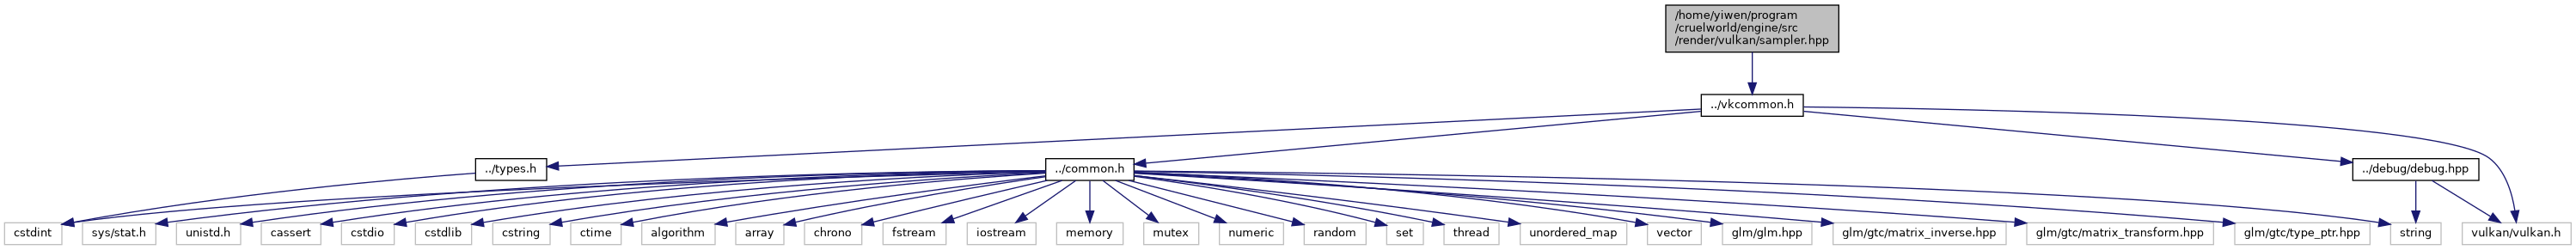 /home/yiwen/program
/cruelworld/engine/src
/render/vulkan/sampler.hpp
../vkcommon.h
../types.h
../common.h
../debug/debug.hpp
cstdint
sys/stat.h
unistd.h
cassert
cstdio
cstdlib
cstring
ctime
algorithm
array
chrono
fstream
iostream
memory
mutex
numeric
random
set
thread
unordered_map
vector
glm/glm.hpp
glm/gtc/matrix_inverse.hpp
glm/gtc/matrix_transform.hpp
glm/gtc/type_ptr.hpp
string
vulkan/vulkan.h